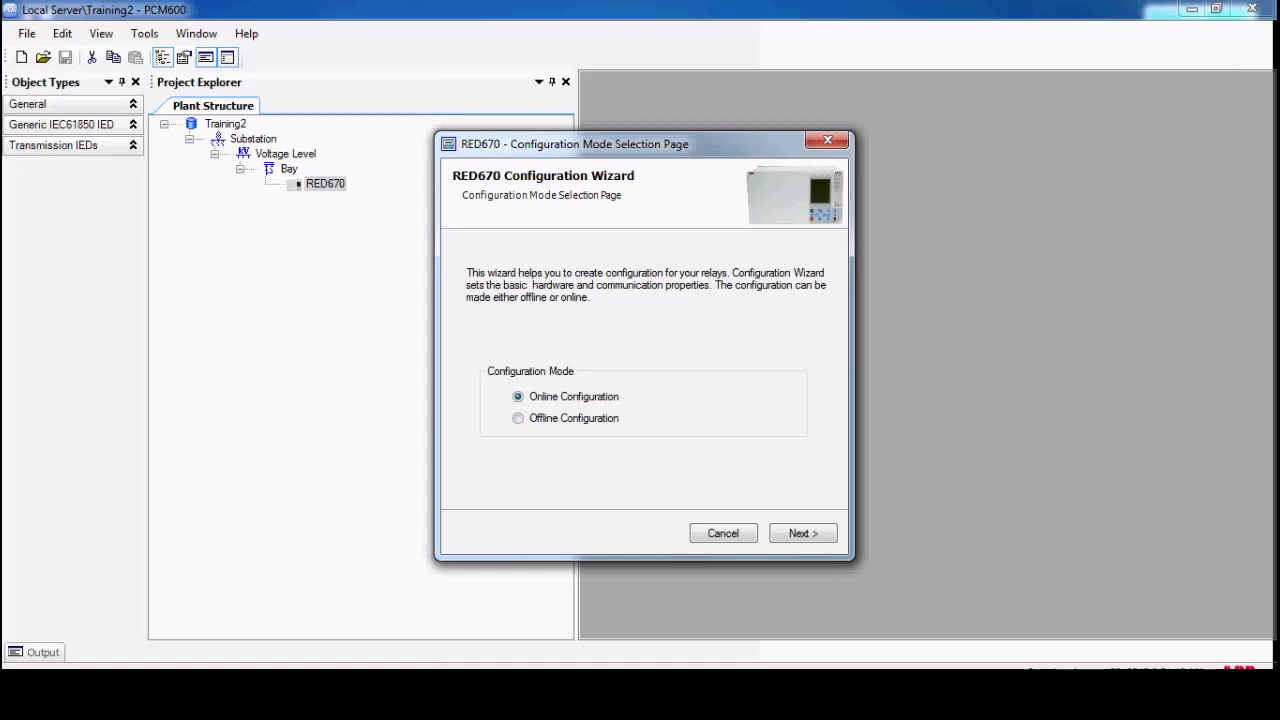 Local Server\Training2 - PCM600
File Edit View Tools Window Help
Object Types
Project Explorer
General
Generic IEC61850 IED
Transmission IEDs
Plant Structure
Training2
Substation
Voltage Level
Bay
RED670
RED670 - Configuration Mode Selection Page
RED670 Configuration Wizard
Configuration Mode Selection Page
This wizard helps you to create configuration for your relays. Configuration Wizard
sets the basic hardware and communication properties. The configuration can be
made either offline or online.
Configuration Mode
Online Configuration
Offline Configuration
Cancel
Next >
Output